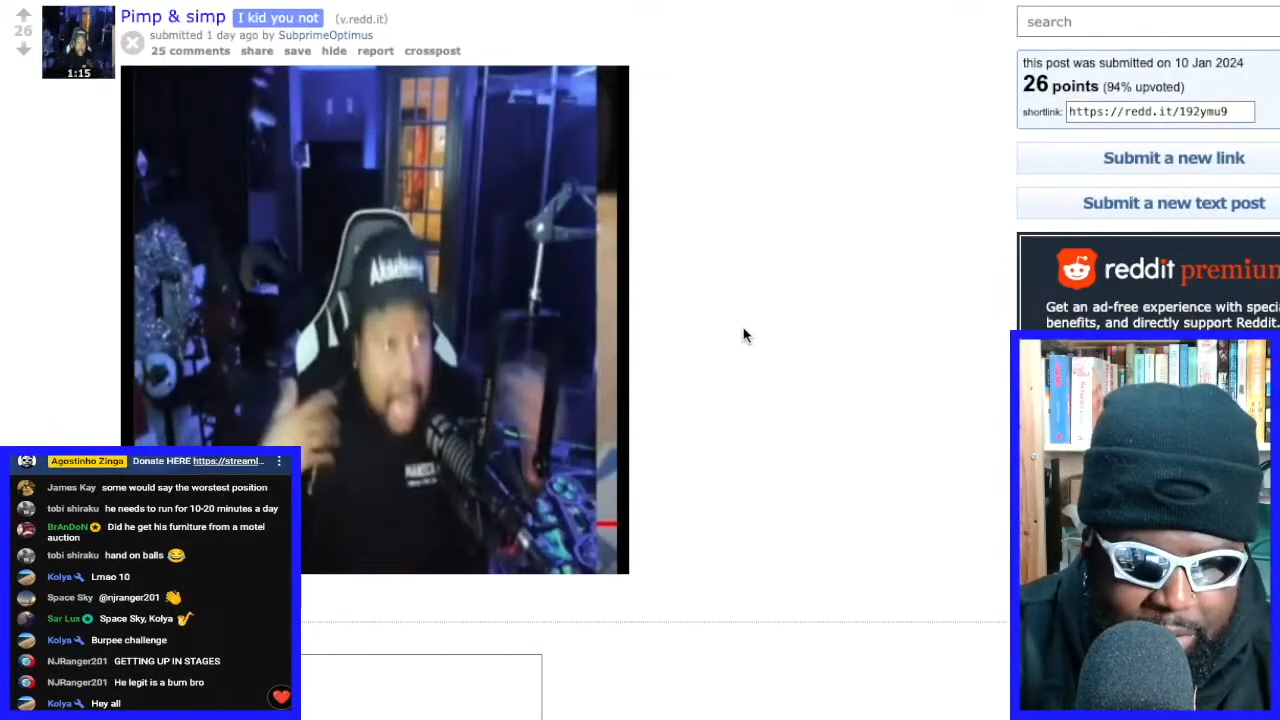 26
1:15
Pimp & simp I kid you not (v.redd.it)
submitted 1 day ago by SubprimeOptimus
25 comments share save hide report crosspost
search
this post was submitted on 10 Jan 2024
26 points (94% upvoted)
shortlink: https://redd.it/192ymu9
Submit a new link
Submit a new text post
reddit premium
Get an ad-free experience with speci
benefits, and directly support Reddit.
Agostinho Zinga Donate HERE https://streaml...
James Kay some would say the worstest position
tobi shiraku he needs to run for 10-20 minutes a day
BrAnDoN Did he get his furniture from a motel
auction
tobi shiraku hand on balls
Kolya Lmao 10
Space Sky @njranger201
Sar Lux Space Sky, Kolya
Kolya Burpee challenge
NJRanger201 GETTING UP IN STAGES
NJRanger201 He legit is a bum bro
Kolya Hey all